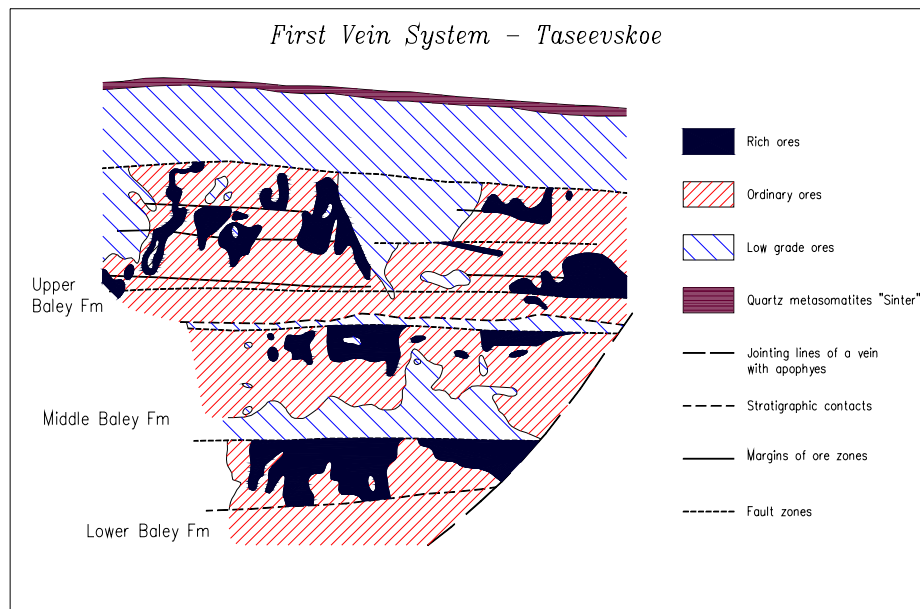 First Vein System – Taseevskoe
Rich ores
Ordinary ores
Low grade ores
Quartz metasomatites "Sinter"
Jointing lines of a vein
with apophyes
Stratigraphic contacts
Margins of ore zones
Fault zones
Upper
Baley Fm
Middle Baley Fm
Lower Baley Fm